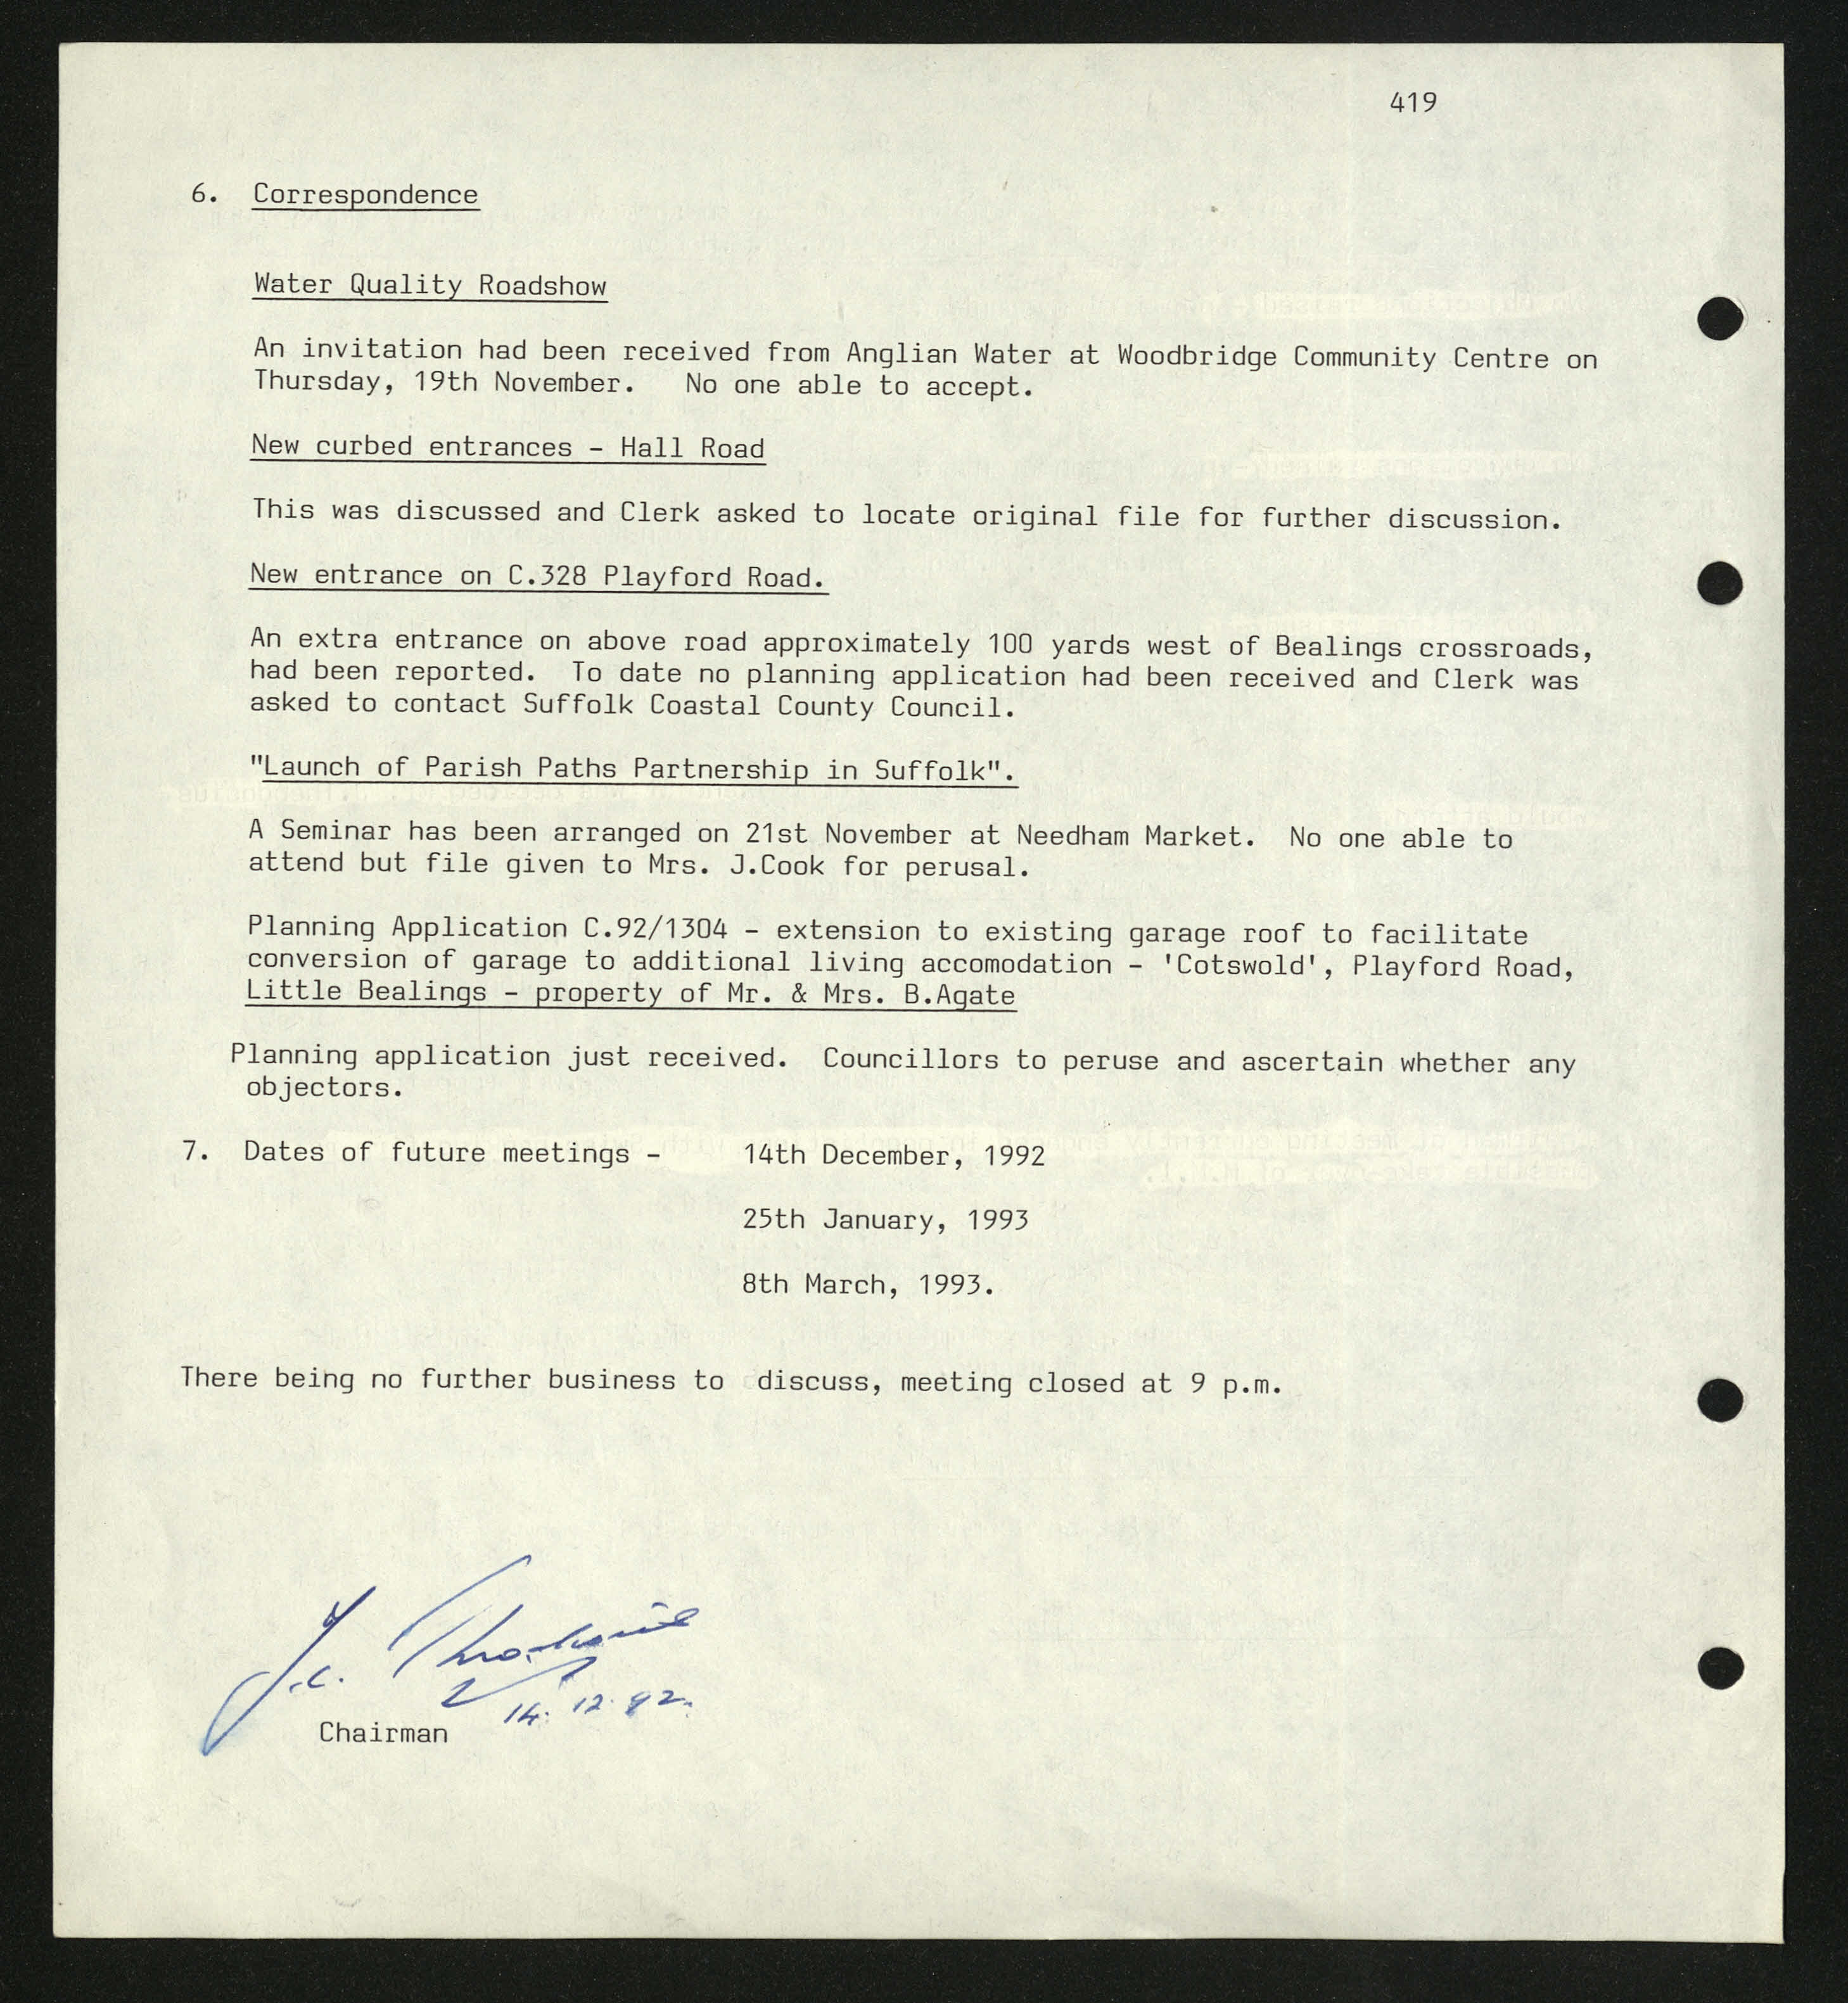 419
6. Correspondence
Water Quality Roadshow
An invitation had been received from Anglian Water at Woodbridge Community Centre on
Thursday, 19th November. No one able to accept.
New curbed entrances - Hall Road
This was discussed and Clerk asked to locate original file for further discussion.
New entrance on C.328 Playford Road.
An extra entrance on above road approximately 100 yards west of Bealings crossroads,
had been reported. To date no planning application had been received and Clerk was
asked to contact Suffolk Coastal County Council.
"Launch of Parish Paths Partnership in Suffolk".
A Seminar has been arranged on 21st November at Needham Market. No one able to
attend but file given to Mrs. J.Cook for perusal.
Planning Application C.92/1304 - extension to existing garage roof to facilitate
conversion of garage to additional living accomodation - 'Cotswold', Playford Road,
Little Bealings - property of Mr. & Mrs. B.Agate
Planning application just received. Councillors to peruse and ascertain whether any
objectors.
7. Dates of future meetings - 14th December, 1992
25th January, 1993
8th March, 1993.
There being no further business to discuss, meeting closed at 9 p.m.
J.C.
14.12.92.
Chairman